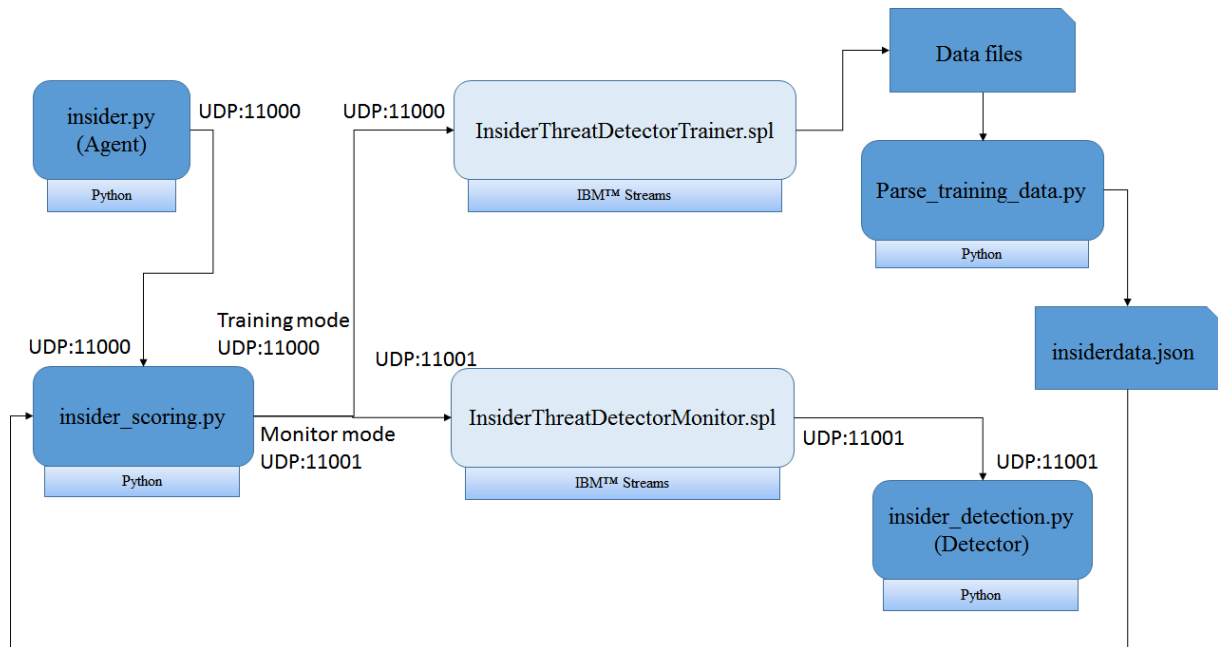 Data files
insider.py
(Agent)
Python
UDP:11000
UDP:11000
InsiderThreatDetectorTrainer.spl
IBM™ Streams
Parse_training_data.py
Python
Training mode
UDP:11000
UDP:11000
insider_scoring.py
Python
Monitor mode
UDP:11001
UDP:11001
InsiderThreatDetectorMonitor.spl
IBM™ Streams
UDP:11001
insiderdata.json
UDP:11001
insider_detection.py
(Detector)
Python